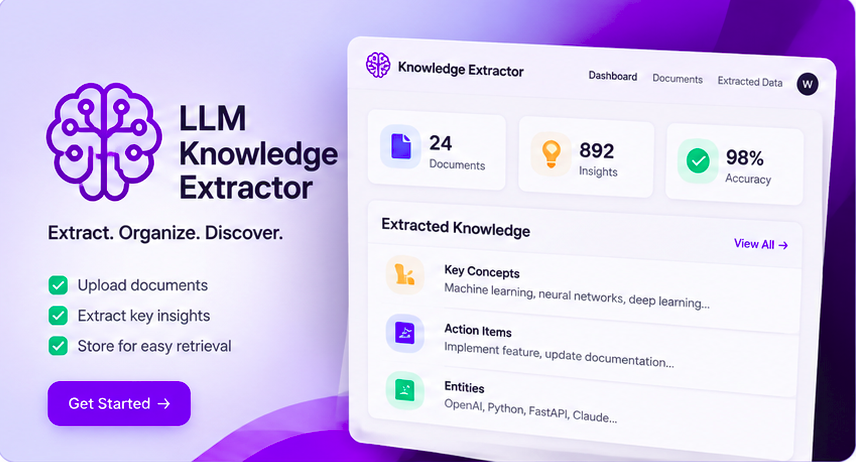 LLM
Knowledge
Extractor
Extract. Organize. Discover.
Upload documents
Extract key insights
Store for easy retrieval
Get Started →
Knowledge Extractor
Dashboard
Documents
Extracted Data
W
24
Documents
892
Insights
98%
Accuracy
Extracted Knowledge
View All →
Key Concepts
Machine learning, neural networks, deep learning...
Action Items
Implement feature, update documentation...
Entities
OpenAI, Python, FastAPI, Claude...